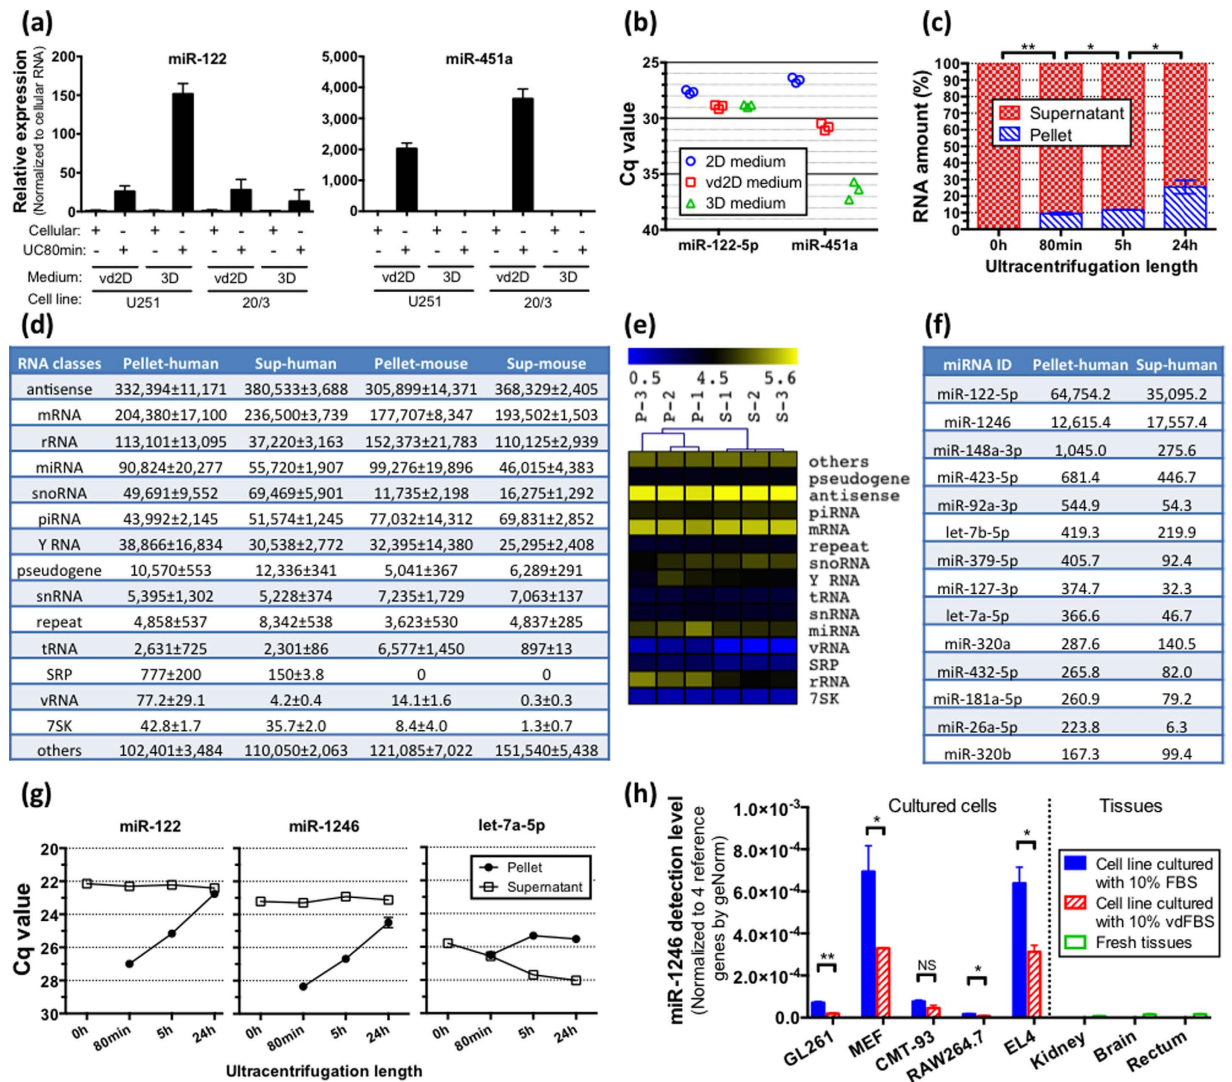 (a)
miR-122
miR-451a
Relative expression
(Normalized to cellular RNA)
200
150
100
50
0
5,000
4,000
3,000
2,000
1,000
0
Cellular: + - + - + - + - + - + - + - + -
UC80min: - + - + - + - + - + - + - + - +
Medium: vd2D 3D vd2D 3D vd2D 3D vd2D 3D
Cell line: U251 20/3 U251 20/3
(b)
Cq value
25
30
35
40
2D medium
vd2D medium
3D medium
miR-122-5p miR-451a
(c)
RNA amount (%)
** * *
100
90
80
70
60
50
40
30
20
10
0
Supernatant
Pellet
0h 80min 5h 24h
Ultracentrifugation length
(d)
RNA classes Pellet-human Sup-human Pellet-mouse Sup-mouse
antisense 332,394±11,171 380,533±3,688 305,899±14,371 368,329±2,405
mRNA 204,380±17,100 236,500±3,739 177,707±8,347 193,502±1,503
rRNA 113,101±13,095 37,220±3,163 152,373±21,783 110,125±2,939
miRNA 90,824±20,277 55,720±1,907 99,276±19,896 46,015±4,383
snoRNA 49,691±9,552 69,469±5,901 11,735±2,198 16,275±1,292
piRNA 43,992±2,145 51,574±1,245 77,032±14,312 69,831±2,852
Y RNA 38,866±16,834 30,538±2,772 32,395±14,380 25,295±2,408
pseudogene 10,570±553 12,336±341 5,041±367 6,289±291
snRNA 5,395±1,302 5,228±374 7,235±1,729 7,063±137
repeat 4,858±537 8,342±538 3,623±530 4,837±285
tRNA 2,631±725 2,301±86 6,577±1,450 897±13
SRP 777±200 150±3.8 0 0
vRNA 77.2±29.1 4.2±0.4 14.1±1.6 0.3±0.3
7SK 42.8±1.7 35.7±2.0 8.4±4.0 1.3±0.7
others 102,401±3,484 110,050±2,063 121,085±7,022 151,540±5,438
(e)
0.5 4.5 5.6
P-3 P-2 P-1 S-1 S-2 S-3
others
pseudogene
antisense
piRNA
mRNA
repeat
snoRNA
Y RNA
tRNA
snRNA
miRNA
vRNA
SRP
rRNA
7SK
(f)
miRNA ID Pellet-human Sup-human
miR-122-5p 64,754.2 35,095.2
miR-1246 12,615.4 17,557.4
miR-148a-3p 1,045.0 275.6
miR-423-5p 681.4 446.7
miR-92a-3p 544.9 54.3
let-7b-5p 419.3 219.9
miR-379-5p 405.7 92.4
miR-127-3p 374.7 32.3
let-7a-5p 366.6 46.7
miR-320a 287.6 140.5
miR-432-5p 265.8 82.0
miR-181a-5p 260.9 79.2
miR-26a-5p 223.8 6.3
miR-320b 167.3 99.4
(g)
miR-122 miR-1246 let-7a-5p
Cq value
20
22
24
26
28
30
Pellet
Supernatant
0h 80min 5h 24h 0h 80min 5h 24h 0h 80min 5h 24h
Ultracentrifugation length
(h)
miR-1246 detection level
(Normalized to 4 reference
genes by geNorm)
1.0×10-3
8.0×10-4
6.0×10-4
4.0×10-4
2.0×10-4
0.0
Cultured cells Tissues
** * NS * *
Cell line cultured
with 10% FBS
Cell line cultured
with 10% vdFBS
Fresh tissues
GL261 MEF CMT-93 RAW264.7 EL4 Kidney Brain Rectum